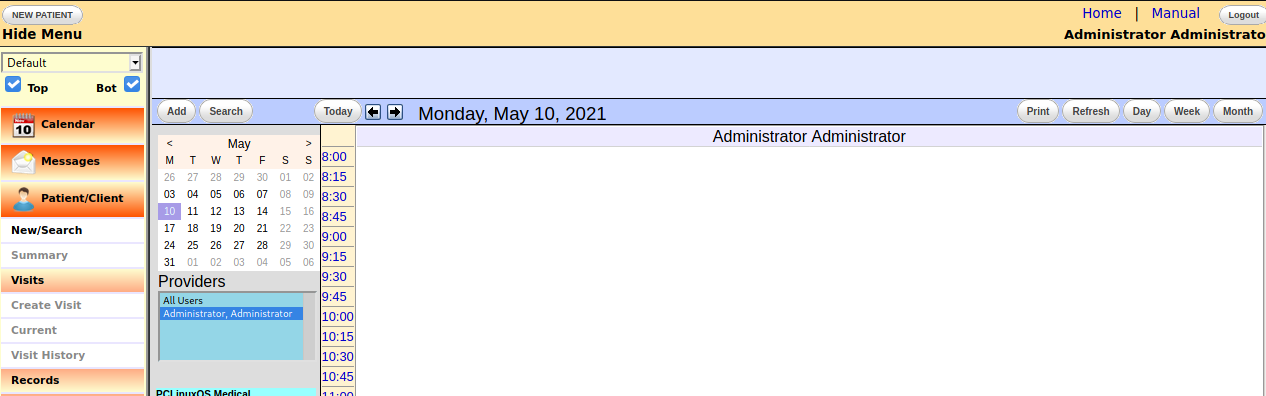 NEW PATIENT
Home | Manual Logout
Hide Menu
Administrator Administrato
Default
Top Bot
Calendar
Messages
Patient/Client
New/Search
Summary
Visits
Create Visit
Current
Visit History
Records
Add Search Today Monday, May 10, 2021 Print Refresh Day Week Month
< May >
M T W T F S S
26 27 28 29 30 01 02
03 04 05 06 07 08 09
10 11 12 13 14 15 16
17 18 19 20 21 22 23
24 25 26 27 28 29 30
31 01 02 03 04 05 06
Providers
All Users
Administrator, Administrator
PCLinuxOS Medical
Administrator Administrator
8:00
8:15
8:30
8:45
9:00
9:15
9:30
9:45
10:00
10:15
10:30
10:45
11:00